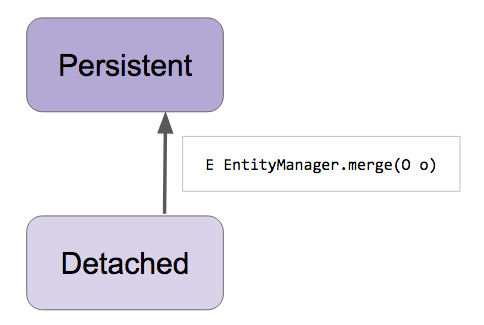 Persistent
E EntityManager.merge(O o)
Detached